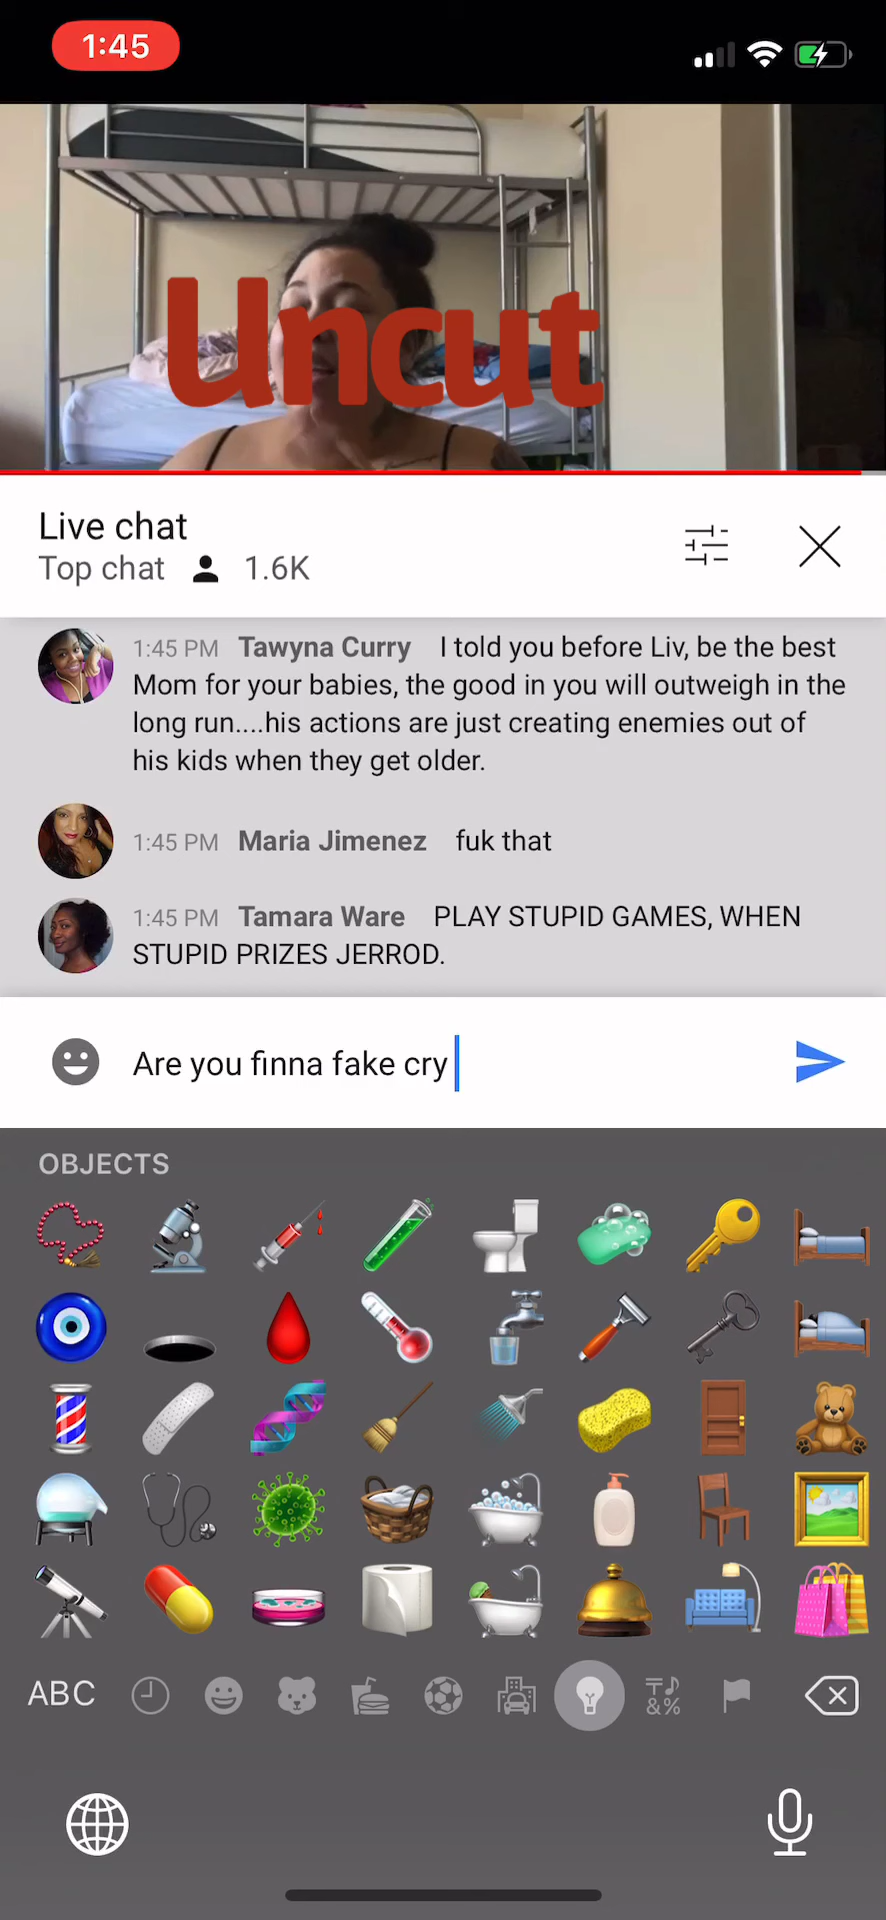 1:45
Uncut
Live chat
Top chat 1.6K
1:45 PM Tawyna Curry I told you before Liv, be the best
Mom for your babies, the good in you will outweigh in the
long run....his actions are just creating enemies out of
his kids when they get older.
1:45 PM Maria Jimenez fuk that
1:45 PM Tamara Ware PLAY STUPID GAMES, WHEN
STUPID PRIZES JERROD.
Are you finna fake cry
OBJECTS
ABC
&%